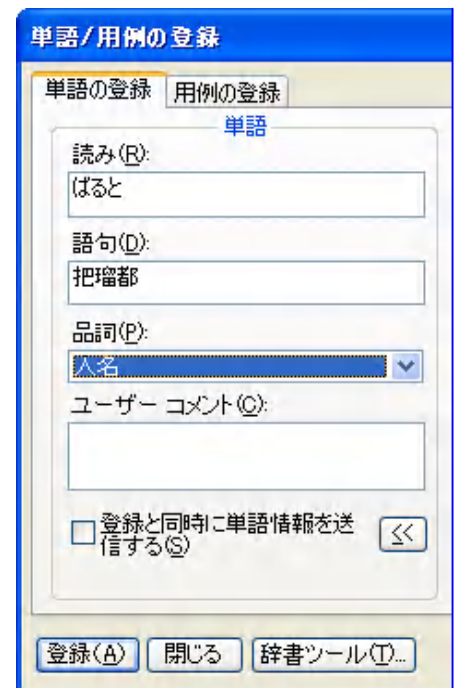 単語/用例の登録
単語の登録 用例の登録
単語
読み(R):
ばると
語句(D):
把瑠都
品詞(P):
人名
ユーザー コメント(C):
登録と同時に単語情報を送
信する(S)
<<
登録(A) 閉じる 辞書ツール(T)...